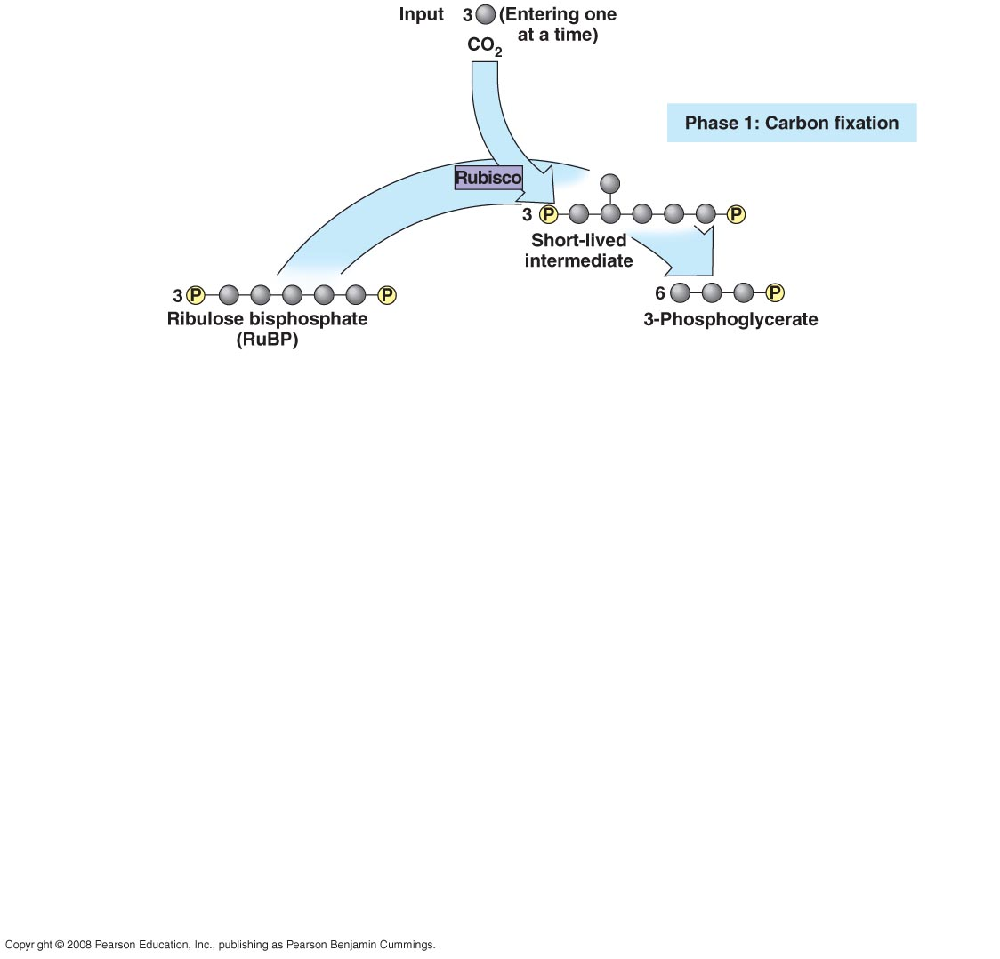 Input 3 (Entering one
at a time)
CO2
Phase 1: Carbon fixation
Rubisco
3 P P
Short-lived
intermediate
3 P P
Ribulose bisphosphate
(RuBP)
6 P
3-Phosphoglycerate
Copyright © 2008 Pearson Education, Inc., publishing as Pearson Benjamin Cummings.